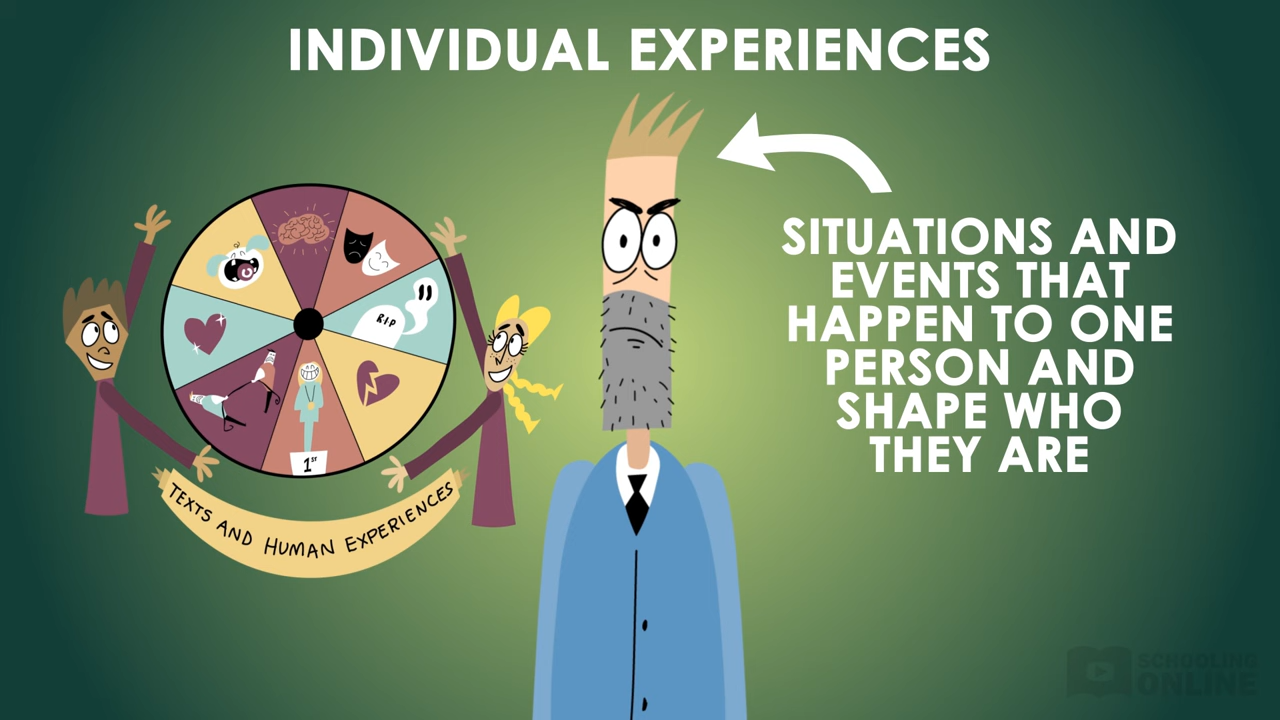 INDIVIDUAL EXPERIENCES
SITUATIONS AND
EVENTS THAT
HAPPEN TO ONE
PERSON AND
SHAPE WHO
THEY ARE
R.I.P
1ST
TEXTS AND HUMAN EXPERIENCES
SCHOOLING
ONLINE